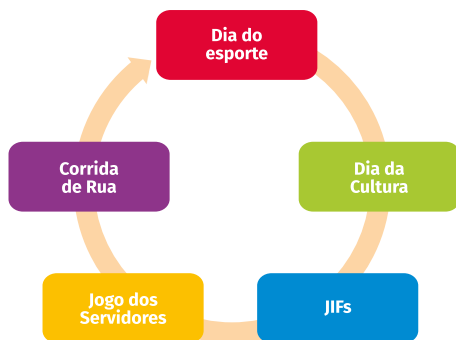 Dia do
esporte
Dia da
Cultura
JIFs
Jogo dos
Servidores
Corrida
de Rua